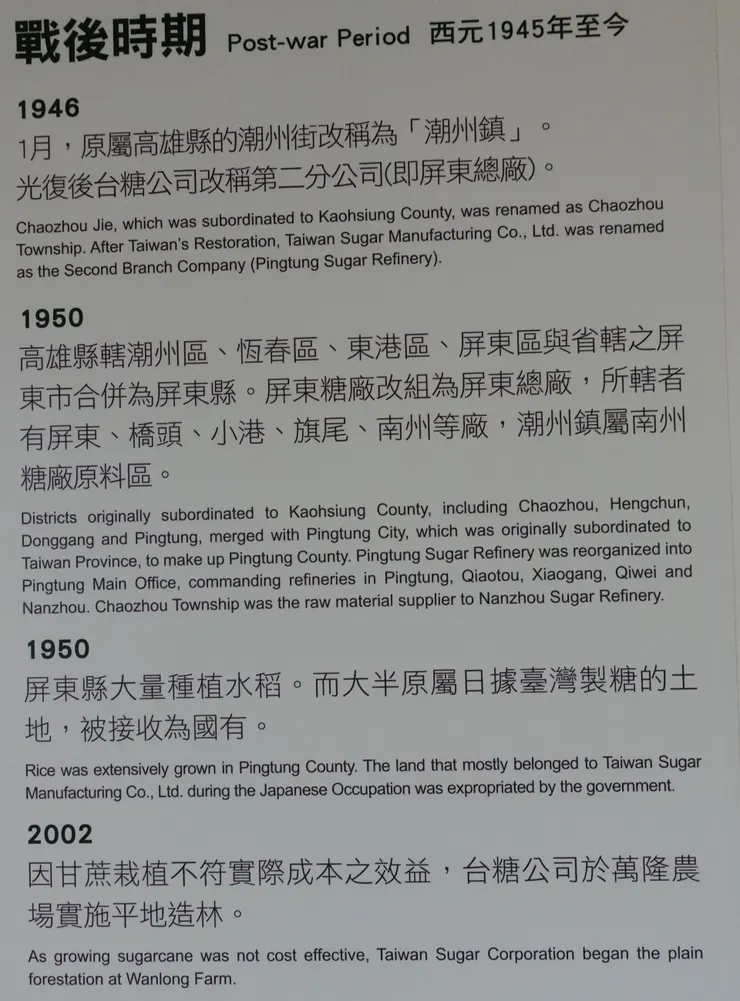 戰後時期 Post-war Period 西元1945年至今
1946
1月，原屬高雄縣的潮州街改稱為「潮州鎮」。
光復後台糖公司改稱第二分公司(即屏東總廠)。
Chaozhou Jie, which was subordinated to Kaohsiung County, was renamed as Chaozhou
Township. After Taiwan's Restoration, Taiwan Sugar Manufacturing Co., Ltd. was renamed
as the Second Branch Company (Pingtung Sugar Refinery).
1950
高雄縣轄潮州區、恆春區、東港區、屏東區與省轄之屏
東市合併為屏東縣。屏東糖廠改組為屏東總廠，所轄者
有屏東、橋頭、小港、旗尾、南州等廠，潮州鎮屬南州
糖廠原料區。
Districts originally subordinated to Kaohsiung County, including Chaozhou, Hengchun,
Donggang and Pingtung, merged with Pingtung City, which was originally subordinated to
Taiwan Province, to make up Pingtung County. Pingtung Sugar Refinery was reorganized into
Pingtung Main Office, commanding refineries in Pingtung, Qiaotou, Xiaogang, Qiwei and
Nanzhou. Chaozhou Township was the raw material supplier to Nanzhou Sugar Refinery.
1950
屏東縣大量種植水稻。而大半原屬日據臺灣製糖的土
地，被接收為國有。
Rice was extensively grown in Pingtung County. The land that mostly belonged to Taiwan Sugar
Manufacturing Co., Ltd. during the Japanese Occupation was expropriated by the government.
2002
因甘蔗栽植不符實際成本之效益，台糖公司於萬隆農
場實施平地造林。
As growing sugarcane was not cost effective, Taiwan Sugar Corporation began the plain
forestation at Wanlong Farm.